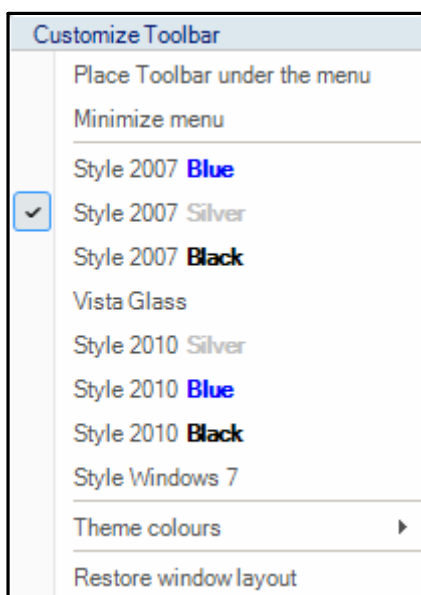 Customize Toolbar
Place Toolbar under the menu
Minimize menu
Style 2007 Blue
Style 2007 Silver
Style 2007 Black
Vista Glass
Style 2010 Silver
Style 2010 Blue
Style 2010 Black
Style Windows 7
Theme colours
Restore window layout